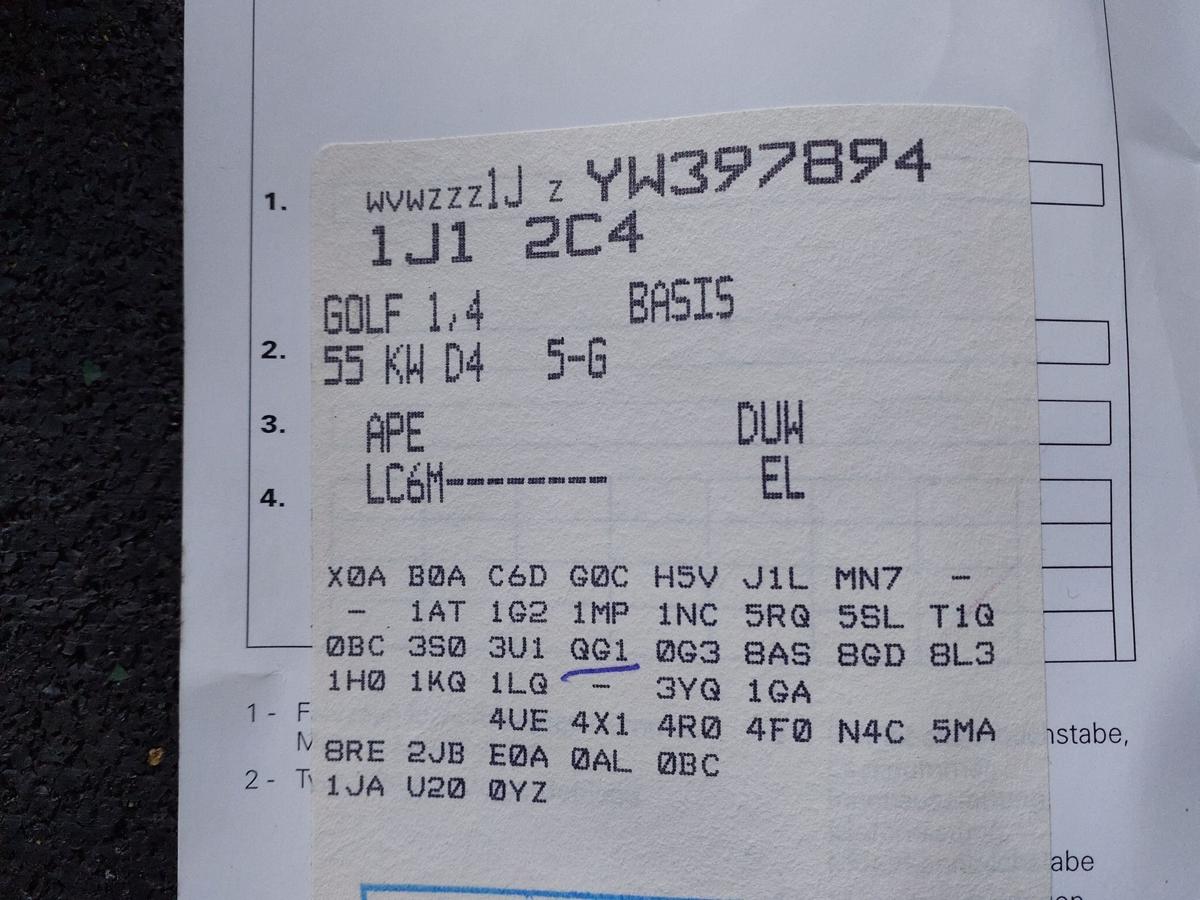 1.
wvwzzz1J z YW397894
1J1 2C4
GOLF 1,4 BASIS
2.
55 KW D4 5-G
3.
APE DUW
4.
LC6M-------- EL
X0A B0A C6D G0C H5V J1L MN7 -
- 1AT 1G2 1MP 1NC 5RQ 5SL T1Q
0BC 3S0 3U1 QG1 0G3 8AS 8GD 8L3
1H0 1KQ 1LQ - 3YQ 1GA
4UE 4X1 4R0 4F0 N4C 5MA
8RE 2JB E0A 0AL 0BC
1JA U20 0YZ
1 - F
M
nstabe,
2 - Ty
abe